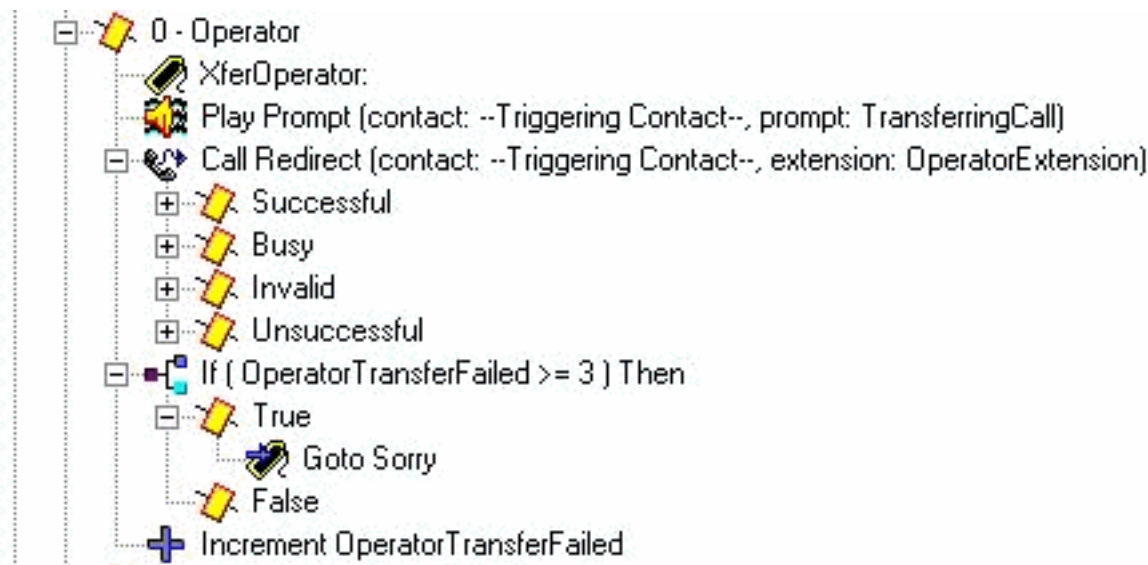 0 - Operator
XferOperator:
Play Prompt (contact: --Triggering Contact--, prompt: TransferringCall)
Call Redirect (contact: --Triggering Contact--, extension: OperatorExtension)
Successful
Busy
Invalid
Unsuccessful
If ( OperatorTransferFailed >= 3 ) Then
True
Goto Sorry
False
Increment OperatorTransferFailed